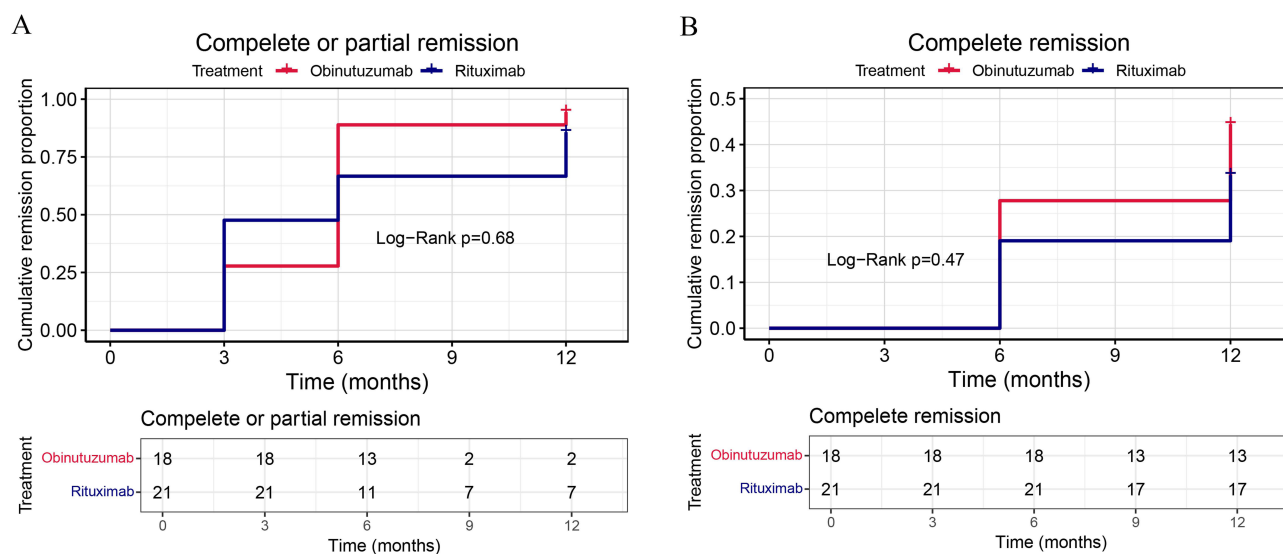 A
Compelete or partial remission
Treatment Obinutuzumab Rituximab
Cumulative remission proportion
1.00
0.75
0.50
0.25
0.00
Log−Rank p=0.68
0 3 6 9 12
Time (months)
Compelete or partial remission
Treatment
Obinutuzumab 18 18 13 2 2
Rituximab 21 21 11 7 7
0 3 6 9 12
Time (months)
B
Compelete remission
Treatment Obinutuzumab Rituximab
Cumulative remission proportion
0.5
0.4
0.3
0.2
0.1
0.0
Log−Rank p=0.47
0 3 6 9 12
Time (months)
Compelete remission
Treatment
Obinutuzumab 18 18 18 13 13
Rituximab 21 21 21 17 17
0 3 6 9 12
Time (months)